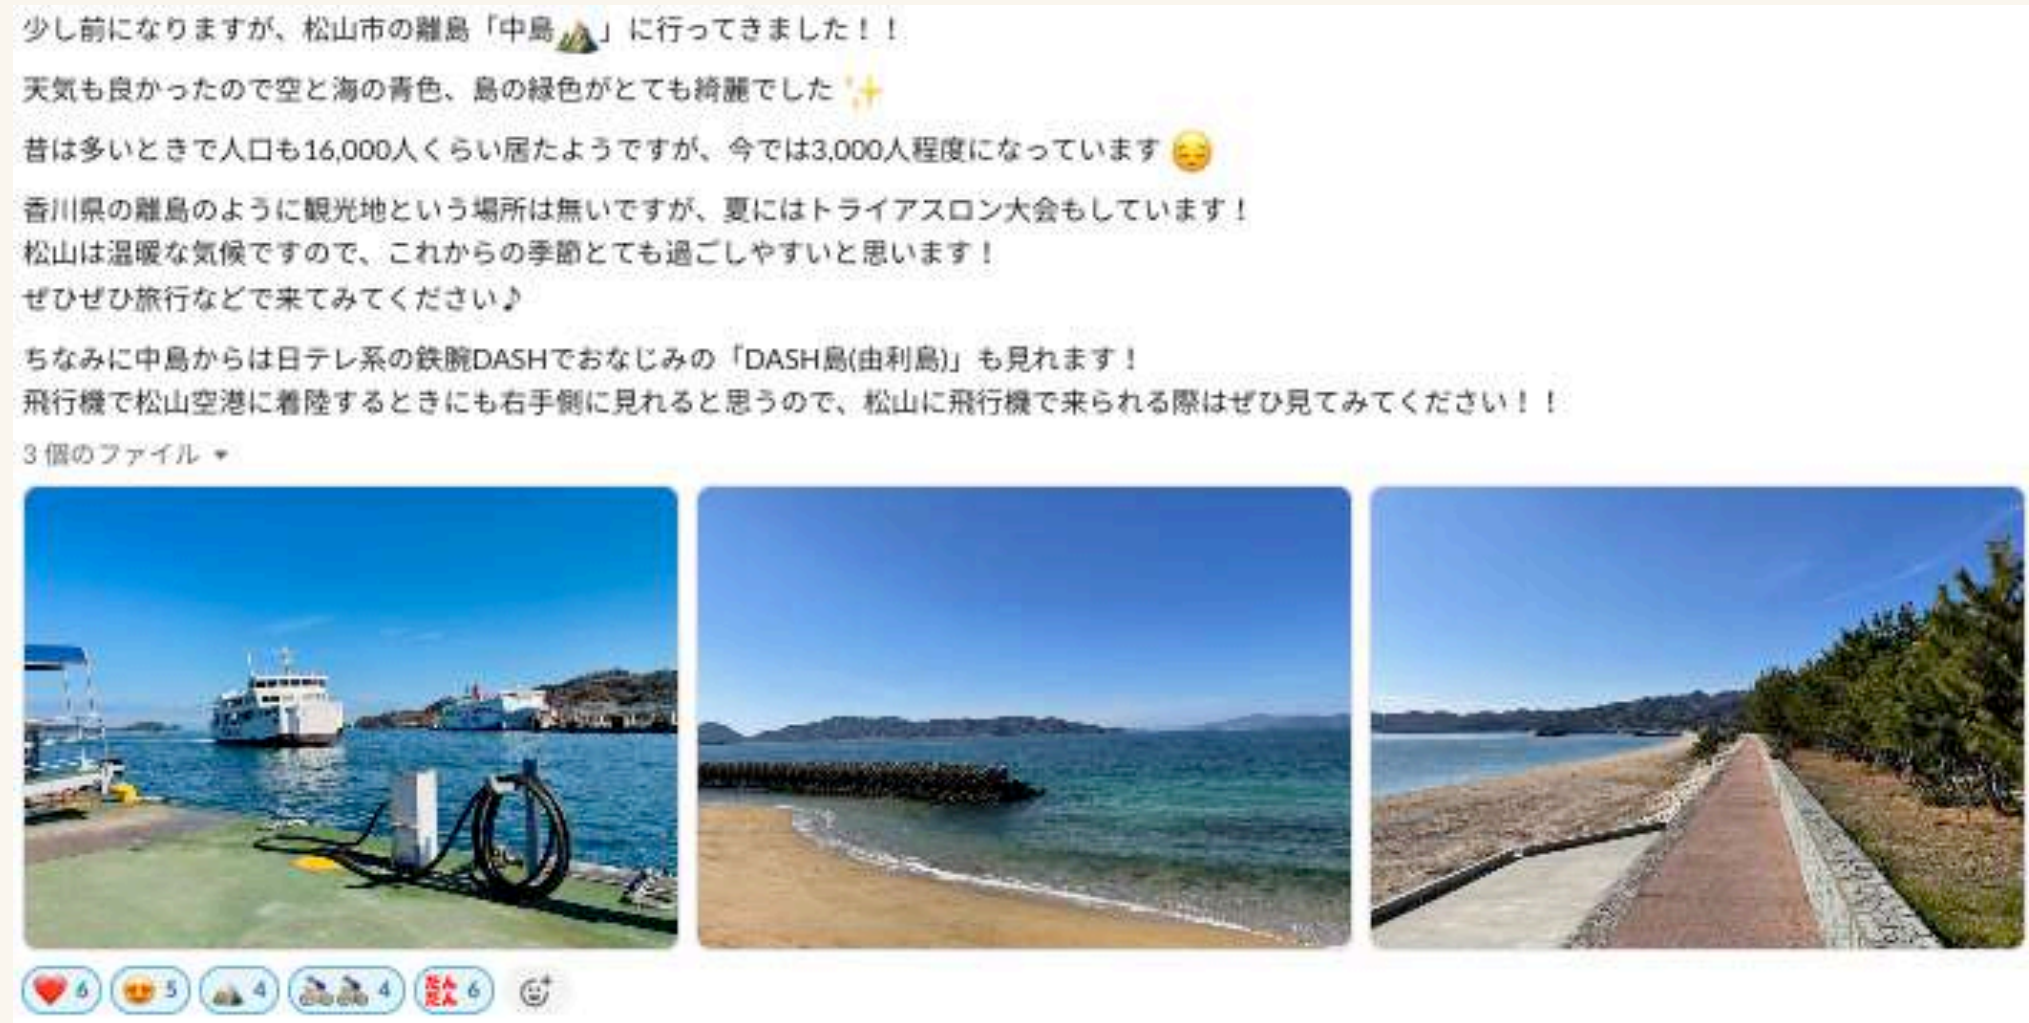 少し前になりますが、松山市の離島「中島⛰️」に行ってきました！！
天気も良かったので空と海の青色、島の緑色がとても綺麗でした✨
昔は多いときで人口も16,000人くらい居たようですが、今では3,000人程度になっています😔
香川県の離島のように観光地という場所は無いですが、夏にはトライアスロン大会もしています！
松山は温暖な気候ですので、これからの季節とても過ごしやすいと思います！
ぜひぜひ旅行などで来てみてください♪
ちなみに中島からは日テレ系の鉄腕DASHでおなじみの「DASH島(由利島)」も見れます！
飛行機で松山空港に着陸するときにも右手側に見れると思うので、松山に飛行機で来られる際はぜひ見てみてください！！
3 個のファイル
6 5 4 4 だんだん 6